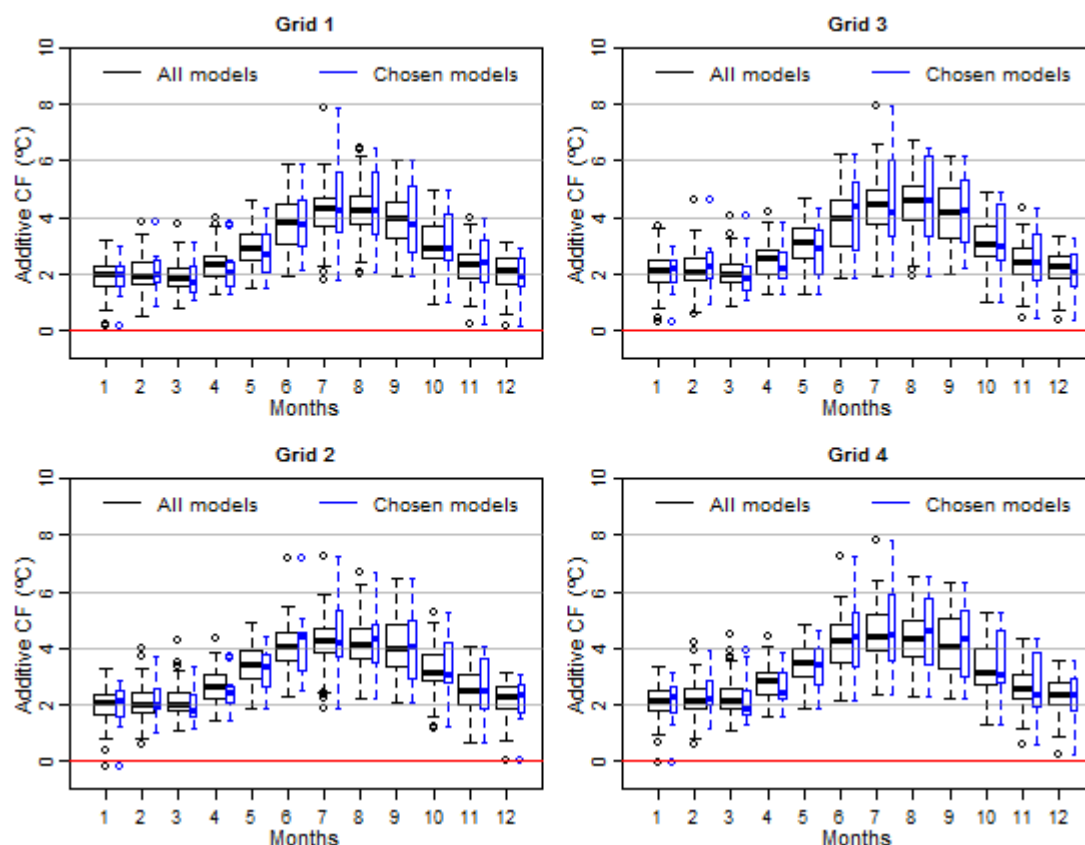 Grid 1
Additive CF (ºC)
0 2 4 6 8 10
All models Chosen models
1 2 3 4 5 6 7 8 9 10 11 12
Months
Grid 3
Additive CF (ºC)
0 2 4 6 8 10
All models Chosen models
1 2 3 4 5 6 7 8 9 10 11 12
Months
Grid 2
Additive CF (ºC)
0 2 4 6 8 10
All models Chosen models
1 2 3 4 5 6 7 8 9 10 11 12
Months
Grid 4
Additive CF (ºC)
0 2 4 6 8 10
All models Chosen models
1 2 3 4 5 6 7 8 9 10 11 12
Months